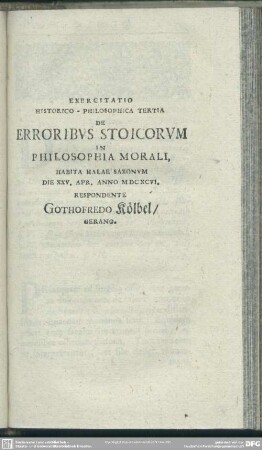 EXERCITATIO
HISTORICO - PHILOSOPHICA TERTIA
DE
ERRORIBVS STOICORVM
IN
PHILOSOPHIA MORALI,
HABITA HALAE SAXONVM
DIE XXV. APR. ANNO MDCXCVI.
RESPONDENTE
GOTHOFREDO Kölbel/
GERANO.